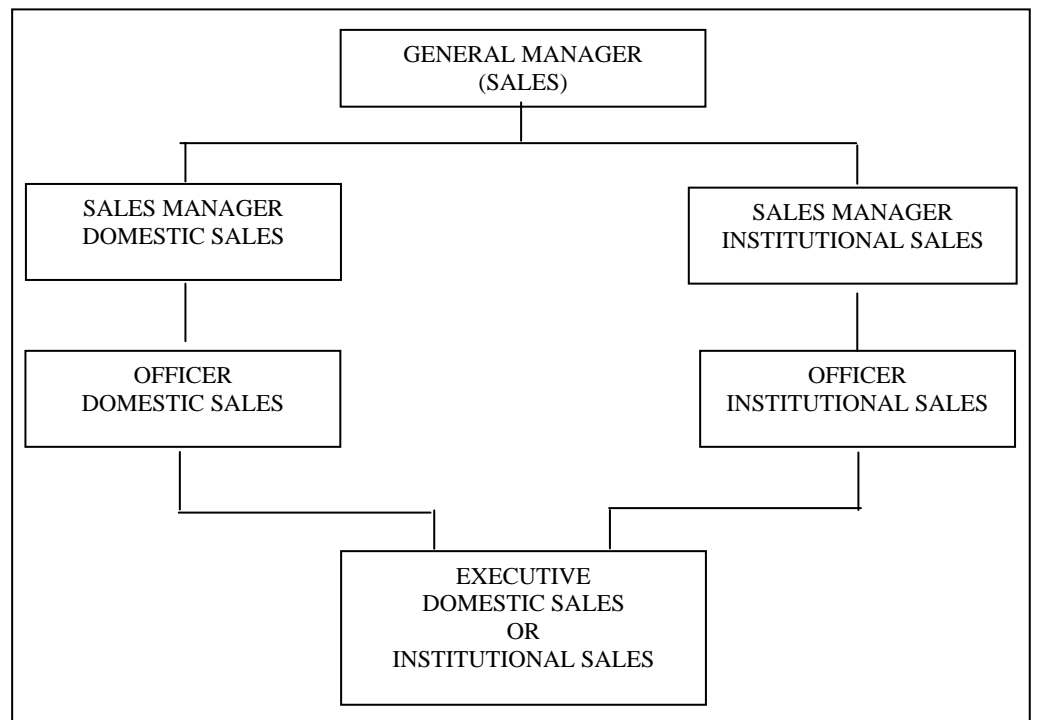 GENERAL MANAGER
(SALES)
SALES MANAGER
DOMESTIC SALES
SALES MANAGER
INSTITUTIONAL SALES
OFFICER
DOMESTIC SALES
OFFICER
INSTITUTIONAL SALES
EXECUTIVE
DOMESTIC SALES
OR
INSTITUTIONAL SALES